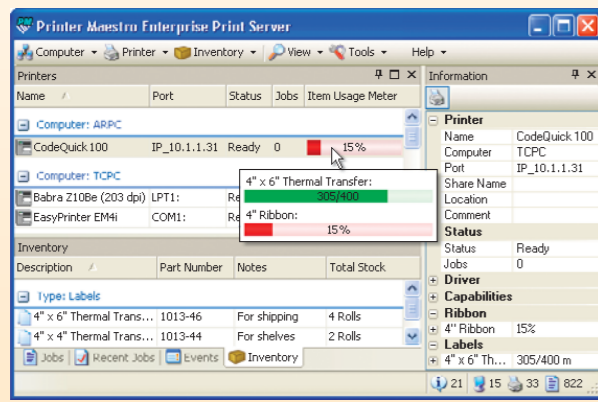 Printer Maestro Enterprise Print Server
Computer Printer Inventory View Tools Help
Printers
Name Port Status Jobs Item Usage Meter
Computer: ARPC
CodeQuick 100 IP_10.1.1.31 Ready 0 15%
Computer: TCPC
Babra Z10Be (203 dpi) LPT1: Re
EasyPrinter EM4i COM1: Re
4" x 6" Thermal Transfer:
305/400
4" Ribbon:
15%
Inventory
Description Part Number Notes Total Stock
Type: Labels
4" x 6" Thermal Trans... 1013-46 For shipping 4 Rolls
4" x 4" Thermal Trans... 1013-44 For shelves 2 Rolls
Jobs Recent Jobs Events Inventory
Information
Printer
Name CodeQuick 100
Computer TCPC
Port IP_10.1.1.31
Share Name
Location
Comment
Status
Status Ready
Jobs 0
Driver
Capabilities
Ribbon
4" Ribbon 15%
Labels
4" x 6" Th... 305/400 m
21 15 33 822